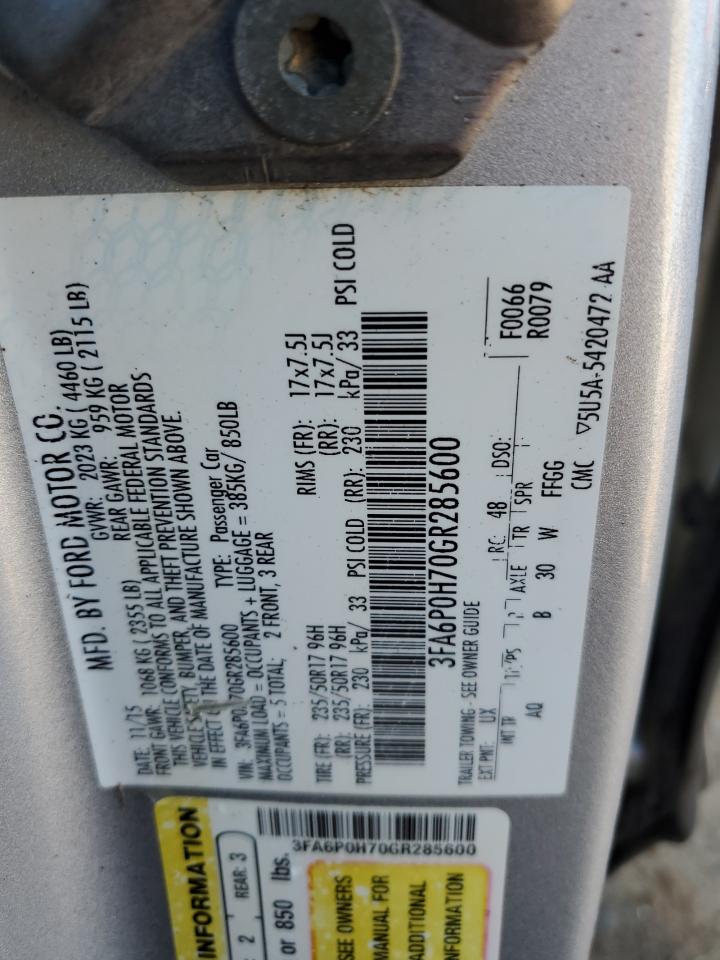 MFD. BY FORD MOTOR CO.
DATE: 11/15 GVWR: 2023 KG ( 4460 LB)
FRONT GAWR: 1068 KG ( 2355 LB) REAR GAWR: 959 KG ( 2115 LB)
THIS VEHICLE CONFORMS TO ALL APPLICABLE FEDERAL MOTOR
VEHICLE SAFETY, BUMPER, AND THEFT PREVENTION STANDARDS
IN EFFECT ON THE DATE OF MANUFACTURE SHOWN ABOVE.
VIN: 3FA6P0H70GR285600 TYPE: Passenger Car
MAXIMUM LOAD = OCCUPANTS + LUGGAGE = 385KG/ 850LB
OCCUPANTS = 5 TOTAL; 2 FRONT, 3 REAR
TIRE (FR): 235/50R17 96H RIMS (FR): 17x7.5J
(RR): 235/50R17 96H (RR): 17x7.5J
PRESSURE (FR): 230 kPa/ 33 PSI COLD (RR): 230 kPa/ 33 PSI COLD
3FA6P0H70GR285600
TRAILER TOWING - SEE OWNER GUIDE
EXT PNT: UX RC: 48 DSO: F0066
R0079
INT TR AXLE TR SPR
AQ B 30 W FFGG
CMC ▽5U5A-5420472 AA
3FA6P0H70GR285600
INFORMATION
2 REAR: 3
or 850 lbs.
SEE OWNERS
MANUAL FOR
ADDITIONAL
INFORMATION